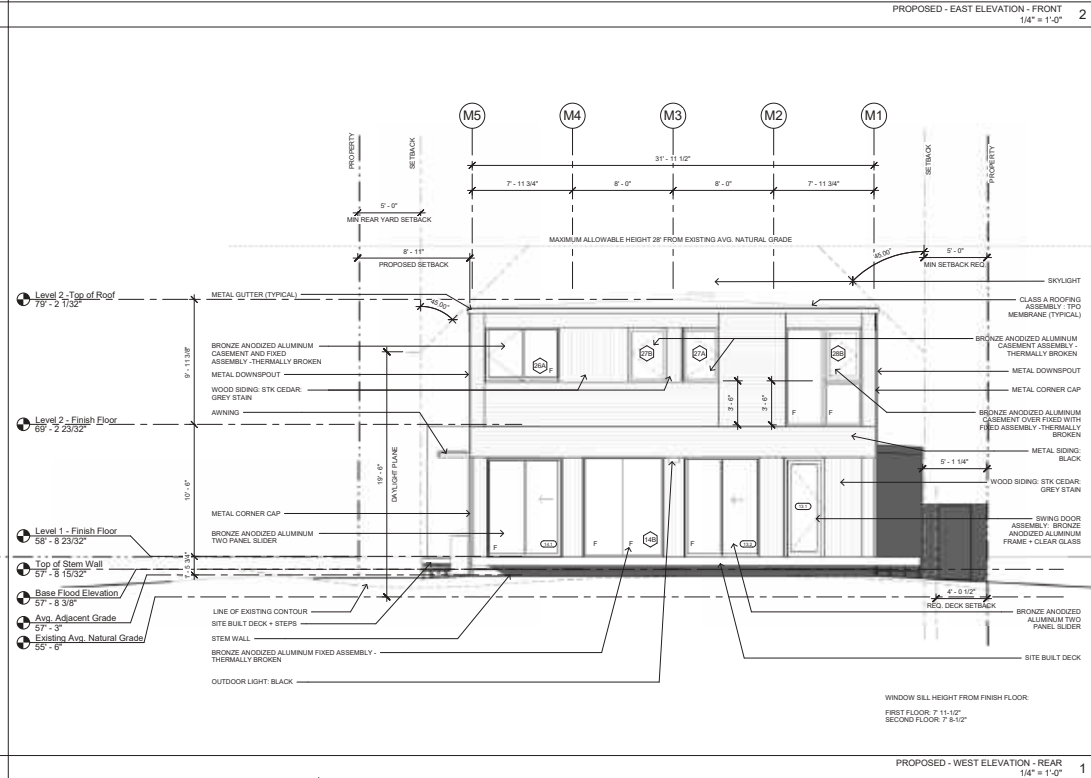 PROPOSED - EAST ELEVATION - FRONT
1/4" = 1'-0"
2
M5
M4
M3
M2
M1
PROPERTY
SETBACK
SETBACK
PROPERTY
31' - 11 1/2"
7' - 11 3/4"
8' - 0"
8' - 0"
7' - 11 3/4"
5' - 0"
MIN REAR YARD SETBACK
8' - 11"
PROPOSED SETBACK
MAXIMUM ALLOWABLE HEIGHT 28' FROM EXISTING AVG. NATURAL GRADE
45.00°
5' - 0"
MIN SETBACK REQ.
45.00°
Level 2 -Top of Roof
79' - 2 1/32"
Level 2 - Finish Floor
69' - 2 23/32"
Level 1 - Finish Floor
58' - 8 23/32"
Top of Stem Wall
57' - 8 15/32"
Base Flood Elevation
57' - 8 3/8"
Avg. Adjacent Grade
57' - 3"
Existing Avg. Natural Grade
55' - 6"
9' - 11 3/8"
10' - 6"
5 3/4"
19' - 6"
DAYLIGHT PLANE
METAL GUTTER (TYPICAL)
BRONZE ANODIZED ALUMINUM
CASEMENT AND FIXED
ASSEMBLY -THERMALLY BROKEN
METAL DOWNSPOUT
WOOD SIDING: STK CEDAR:
GREY STAIN
AWNING
METAL CORNER CAP
BRONZE ANODIZED ALUMINUM
TWO PANEL SLIDER
LINE OF EXISTING CONTOUR
SITE BUILT DECK + STEPS
STEM WALL
BRONZE ANODIZED ALUMINUM FIXED ASSEMBLY -
THERMALLY BROKEN
OUTDOOR LIGHT: BLACK
26A
F
27B
27A
28B
3' - 6"
3' - 6"
F
F
F
F
F
14B
F
SKYLIGHT
CLASS A ROOFING
ASSEMBLY : TPO
MEMBRANE (TYPICAL)
BRONZE ANODIZED ALUMINUM
CASEMENT ASSEMBLY -
THERMALLY BROKEN
METAL DOWNSPOUT
METAL CORNER CAP
BRONZE ANODIZED ALUMINUM
CASEMENT OVER FIXED WITH
FIXED ASSEMBLY -THERMALLY
BROKEN
METAL SIDING:
BLACK
5' - 1 1/4"
WOOD SIDING: STK CEDAR:
GREY STAIN
SWING DOOR
ASSEMBLY: BRONZE
ANODIZED ALUMINUM
FRAME + CLEAR GLASS
4' - 0 1/2"
REQ. DECK SETBACK
BRONZE ANODIZED
ALUMINUM TWO
PANEL SLIDER
SITE BUILT DECK
WINDOW SILL HEIGHT FROM FINISH FLOOR:
FIRST FLOOR: 7' 11-1/2"
SECOND FLOOR: 7' 8-1/2"
PROPOSED - WEST ELEVATION - REAR
1/4" = 1'-0"
1